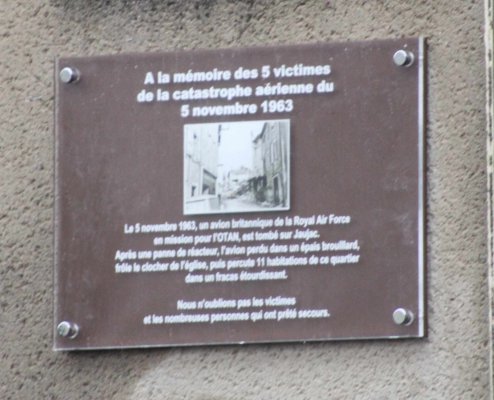 A la mémoire des 5 victimes
de la catastrophe aérienne du
5 novembre 1963
Le 5 novembre 1963, un avion britannique de la Royal Air Force
en mission pour l'OTAN, est tombé sur Jaujac.
Après une panne de réacteur, l'avion perdu dans un épais brouillard,
frôle le clocher de l'église, puis percute 11 habitations de ce quartier
dans un fracas étourdissant.
Nous n'oublions pas les victimes
et les nombreuses personnes qui ont prêté secours.